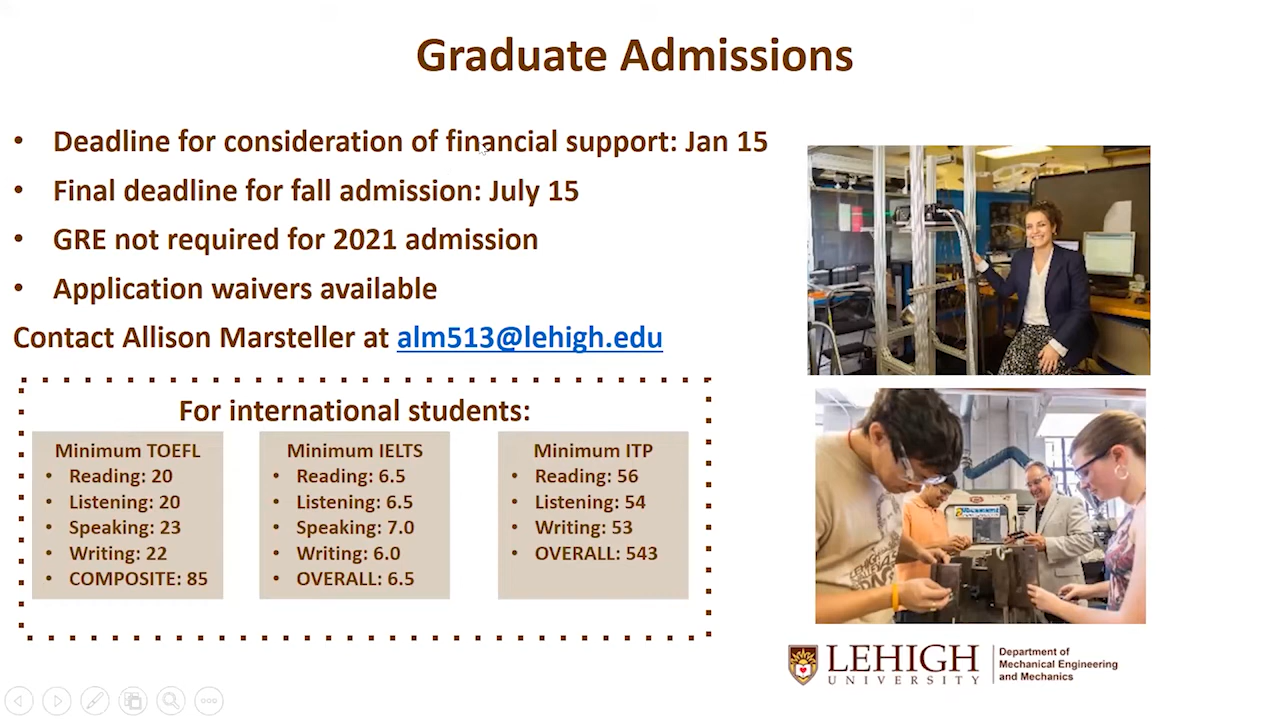 Graduate Admissions
• Deadline for consideration of financial support: Jan 15
• Final deadline for fall admission: July 15
• GRE not required for 2021 admission
• Application waivers available
Contact Allison Marsteller at alm513@lehigh.edu
For international students:
Minimum TOEFL
• Reading: 20
• Listening: 20
• Speaking: 23
• Writing: 22
• COMPOSITE: 85
Minimum IELTS
• Reading: 6.5
• Listening: 6.5
• Speaking: 7.0
• Writing: 6.0
• OVERALL: 6.5
Minimum ITP
• Reading: 56
• Listening: 54
• Writing: 53
• OVERALL: 543
LEHIGH
UNIVERSITY
Department of
Mechanical Engineering
and Mechanics